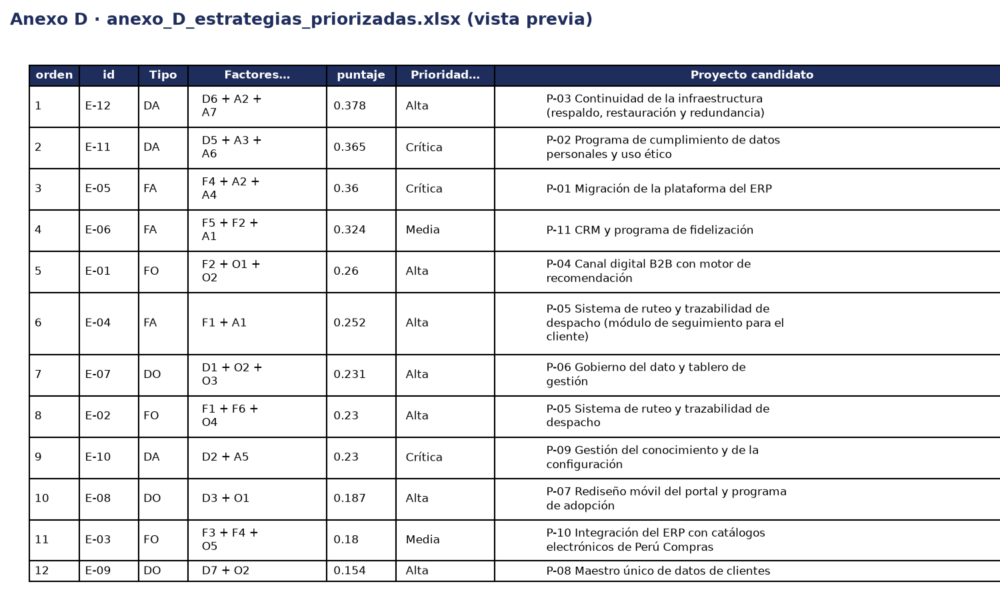 Anexo D · anexo_D_estrategias_priorizadas.xlsx (vista previa)
orden id Tipo Factores... puntaje Prioridad... Proyecto candidato
1 E-12 DA D6 + A2 + A7 0.378 Alta P-03 Continuidad de la infraestructura (respaldo, restauración y redundancia)
2 E-11 DA D5 + A3 + A6 0.365 Crítica P-02 Programa de cumplimiento de datos personales y uso ético
3 E-05 FA F4 + A2 + A4 0.36 Crítica P-01 Migración de la plataforma del ERP
4 E-06 FA F5 + F2 + A1 0.324 Media P-11 CRM y programa de fidelización
5 E-01 FO F2 + O1 + O2 0.26 Alta P-04 Canal digital B2B con motor de recomendación
6 E-04 FA F1 + A1 0.252 Alta P-05 Sistema de ruteo y trazabilidad de despacho (módulo de seguimiento para el cliente)
7 E-07 DO D1 + O2 + O3 0.231 Alta P-06 Gobierno del dato y tablero de gestión
8 E-02 FO F1 + F6 + O4 0.23 Alta P-05 Sistema de ruteo y trazabilidad de despacho
9 E-10 DA D2 + A5 0.23 Crítica P-09 Gestión del conocimiento y de la configuración
10 E-08 DO D3 + O1 0.187 Alta P-07 Rediseño móvil del portal y programa de adopción
11 E-03 FO F3 + F4 + O5 0.18 Media P-10 Integración del ERP con catálogos electrónicos de Perú Compras
12 E-09 DO D7 + O2 0.154 Alta P-08 Maestro único de datos de clientes